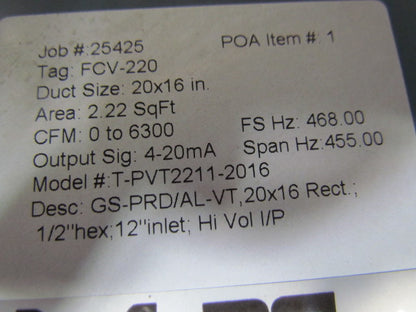 Job #:25425 POA Item #: 1
Tag: FCV-220
Duct Size: 20x16 in.
Area: 2.22 SqFt
CFM: 0 to 6300 FS Hz: 468.00
Output Sig: 4-20mA Span Hz:455.00
Model #:T-PVT2211-2016
Desc: GS-PRD/AL-VT,20x16 Rect.;
1/2"hex;12"inlet; Hi Vol I/P